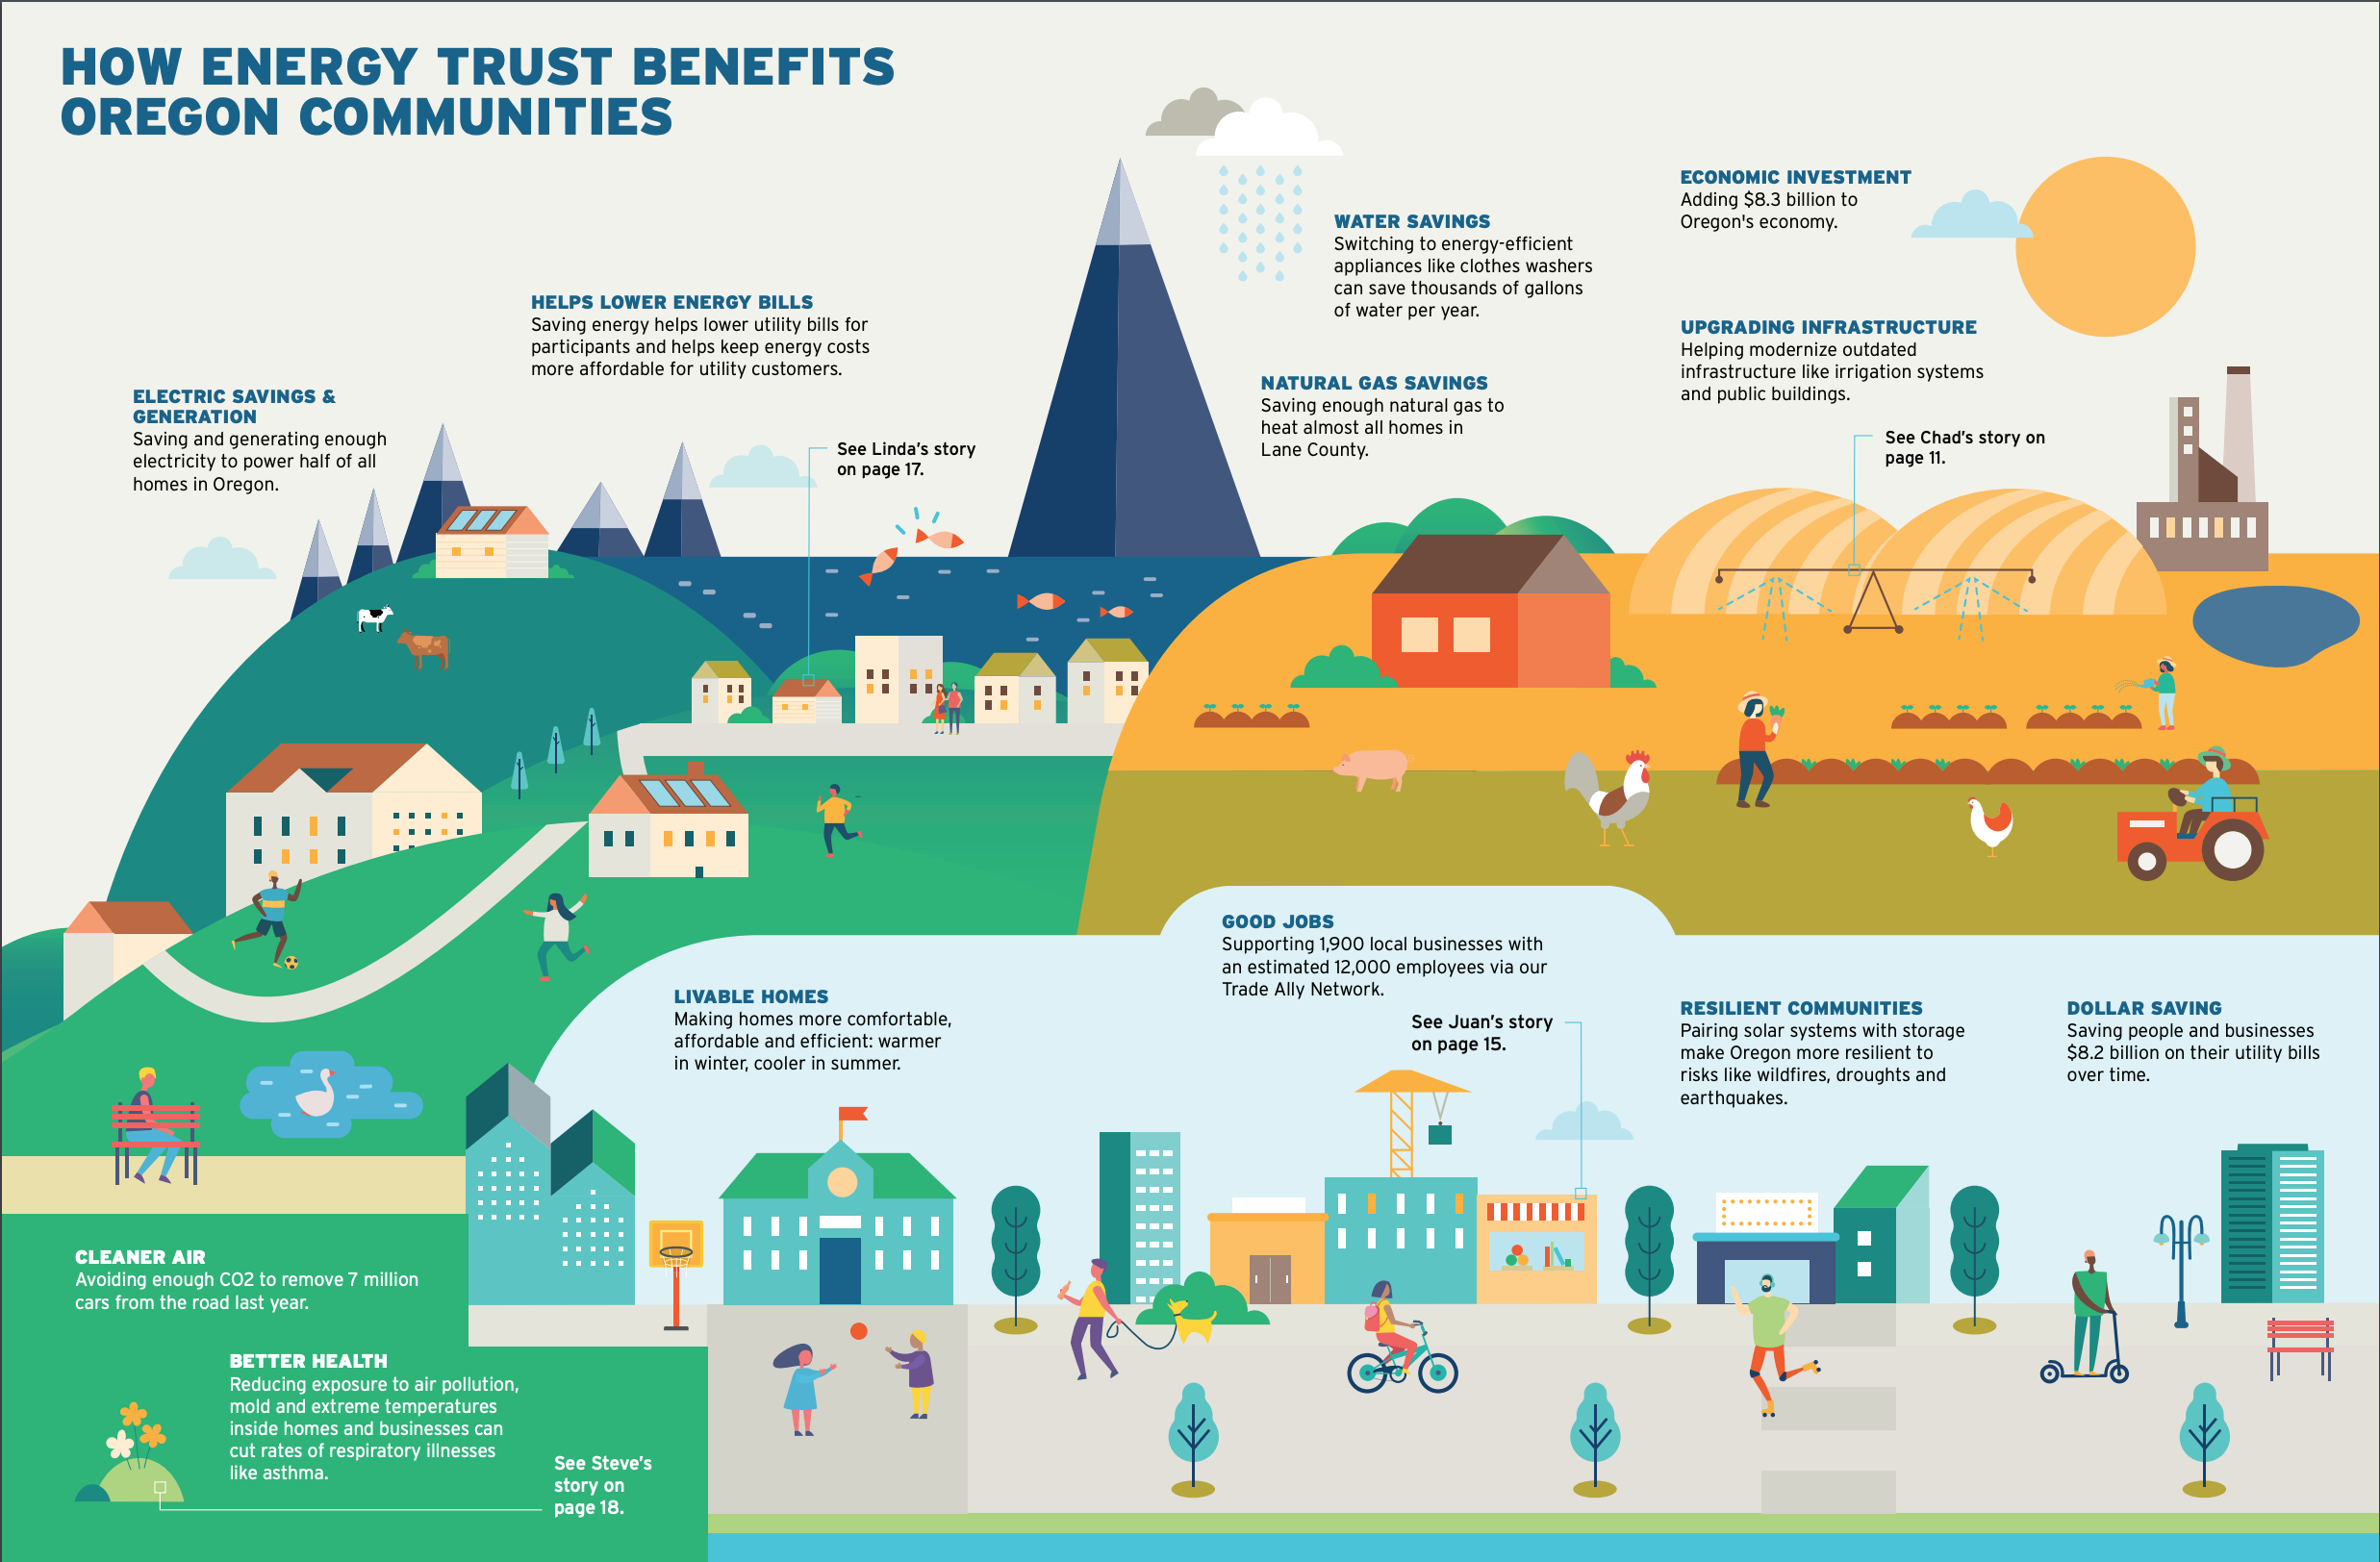 HOW ENERGY TRUST BENEFITS
OREGON COMMUNITIES
ELECTRIC SAVINGS &
GENERATION
Saving and generating enough
electricity to power half of all
homes in Oregon.
HELPS LOWER ENERGY BILLS
Saving energy helps lower utility bills for
participants and helps keep energy costs
more affordable for utility customers.
See Linda's story
on page 17.
WATER SAVINGS
Switching to energy-efficient
appliances like clothes washers
can save thousands of gallons
of water per year.
NATURAL GAS SAVINGS
Saving enough natural gas to
heat almost all homes in
Lane County.
ECONOMIC INVESTMENT
Adding $8.3 billion to
Oregon's economy.
UPGRADING INFRASTRUCTURE
Helping modernize outdated
infrastructure like irrigation systems
and public buildings.
See Chad's story on
page 11.
LIVABLE HOMES
Making homes more comfortable,
affordable and efficient: warmer
in winter, cooler in summer.
GOOD JOBS
Supporting 1,900 local businesses with
an estimated 12,000 employees via our
Trade Ally Network.
See Juan's story
on page 15.
RESILIENT COMMUNITIES
Pairing solar systems with storage
make Oregon more resilient to
risks like wildfires, droughts and
earthquakes.
DOLLAR SAVING
Saving people and businesses
$8.2 billion on their utility bills
over time.
CLEANER AIR
Avoiding enough CO2 to remove 7 million
cars from the road last year.
BETTER HEALTH
Reducing exposure to air pollution,
mold and extreme temperatures
inside homes and businesses can
cut rates of respiratory illnesses
like asthma.
See Steve's
story on
page 18.